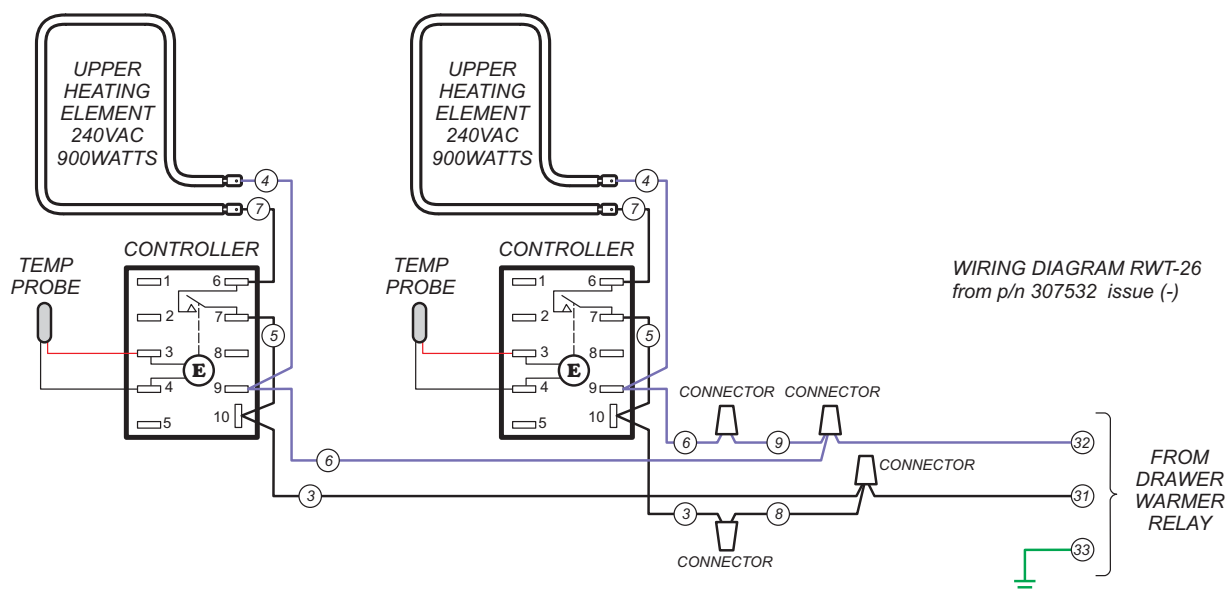 UPPER
HEATING
ELEMENT
240VAC
900WATTS
4
7
TEMP
PROBE
CONTROLLER
1
2
3
4
5
6
7
8
9
10
E
5
6
3
UPPER
HEATING
ELEMENT
240VAC
900WATTS
4
7
TEMP
PROBE
CONTROLLER
1
2
3
4
5
6
7
8
9
10
E
5
WIRING DIAGRAM RWT-26
from p/n 307532 issue (-)
CONNECTOR
CONNECTOR
6
9
32
CONNECTOR
31
3
8
CONNECTOR
33
FROM
DRAWER
WARMER
RELAY